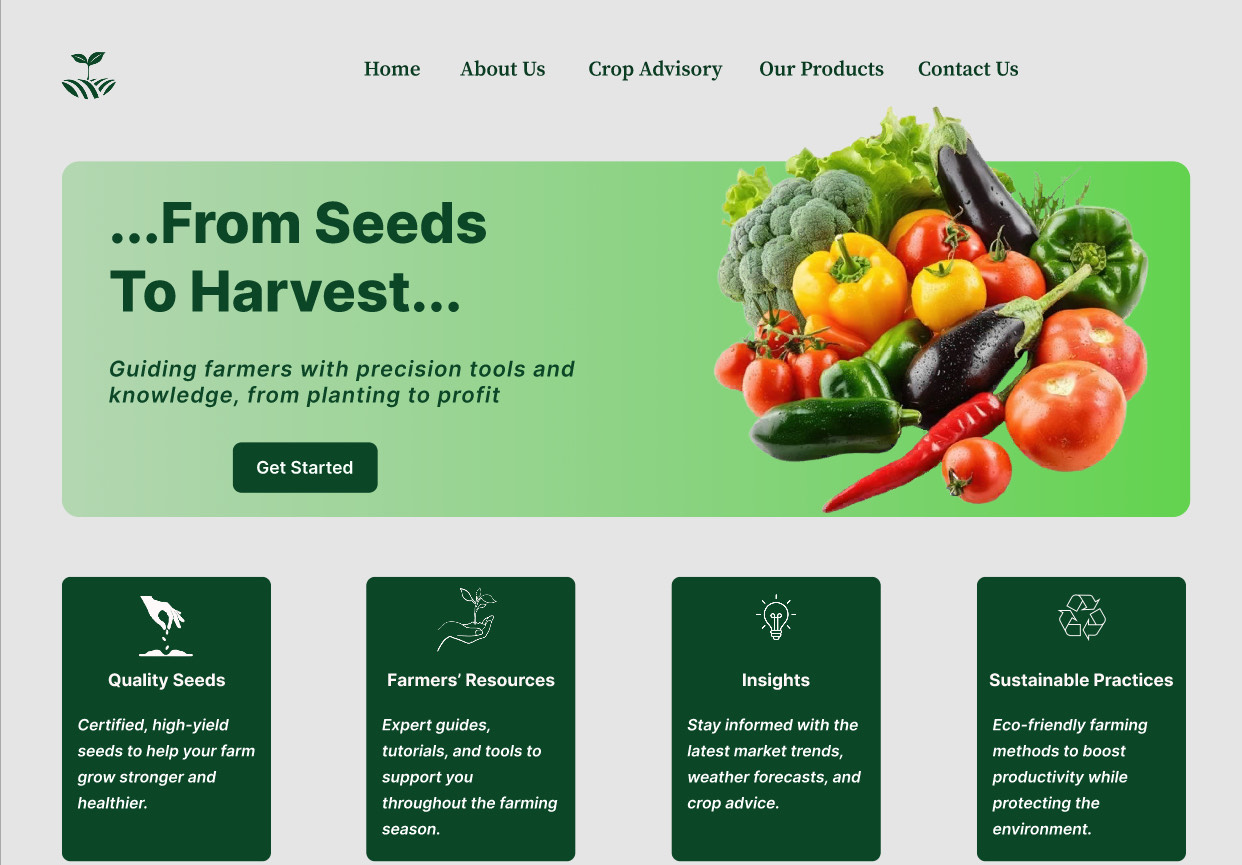 Home About Us Crop Advisory Our Products Contact Us
...From Seeds
To Harvest...
Guiding farmers with precision tools and
knowledge, from planting to profit
Get Started
Quality Seeds
Certified, high-yield
seeds to help your farm
grow stronger and
healthier.
Farmers’ Resources
Expert guides,
tutorials, and tools to
support you
throughout the farming
season.
Insights
Stay informed with the
latest market trends,
weather forecasts, and
crop advice.
Sustainable Practices
Eco-friendly farming
methods to boost
productivity while
protecting the
environment.